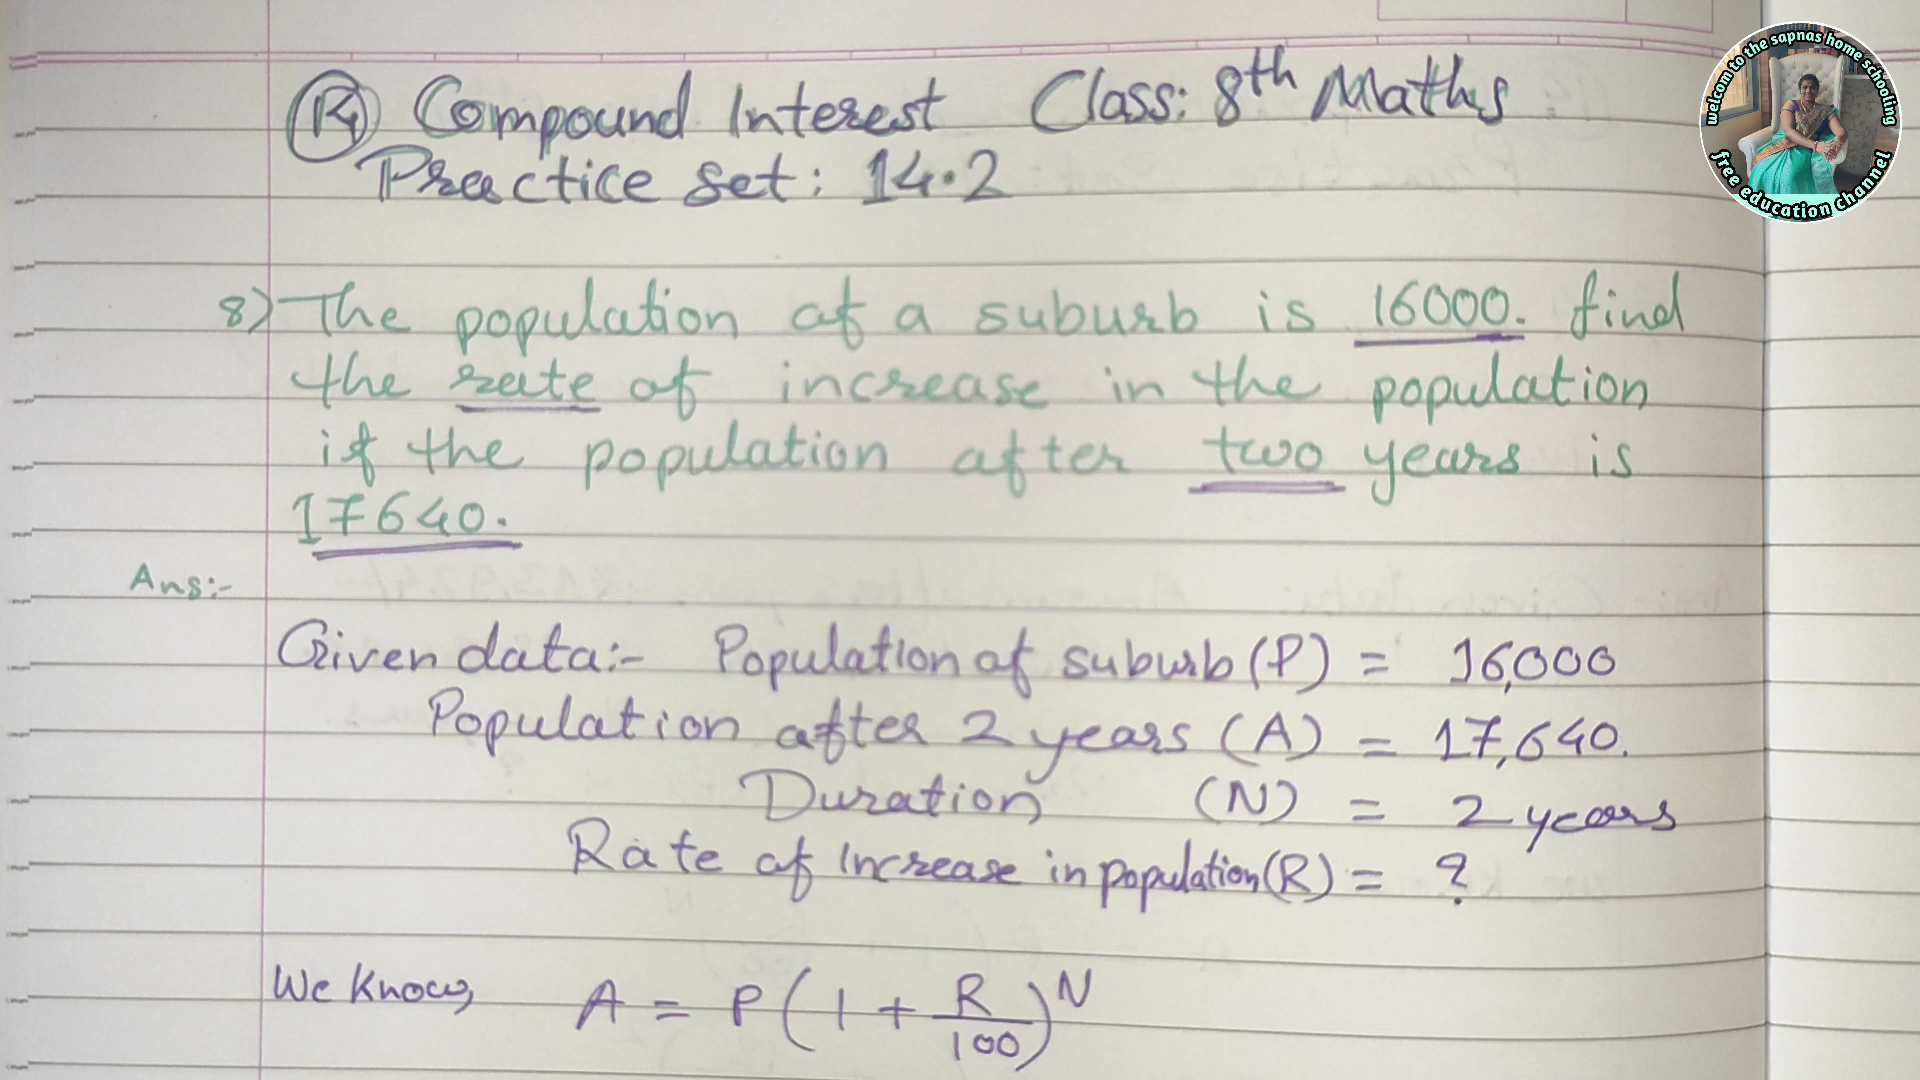 welcom to the sapnas home schooling
free education channel
14 Compound Interest Class: 8th Maths
Practice set: 14.2
8) The population of a suburb is 16000. find
the rate of increase in the population
if the population after two years is
17640.
Ans:-
Given data:- Population of suburb (P) = 16,000
Population after 2 years (A) = 17,640.
Duration (N) = 2 years
Rate of Increase in population (R) = ?
We know, A = P(1 + R/100)^N